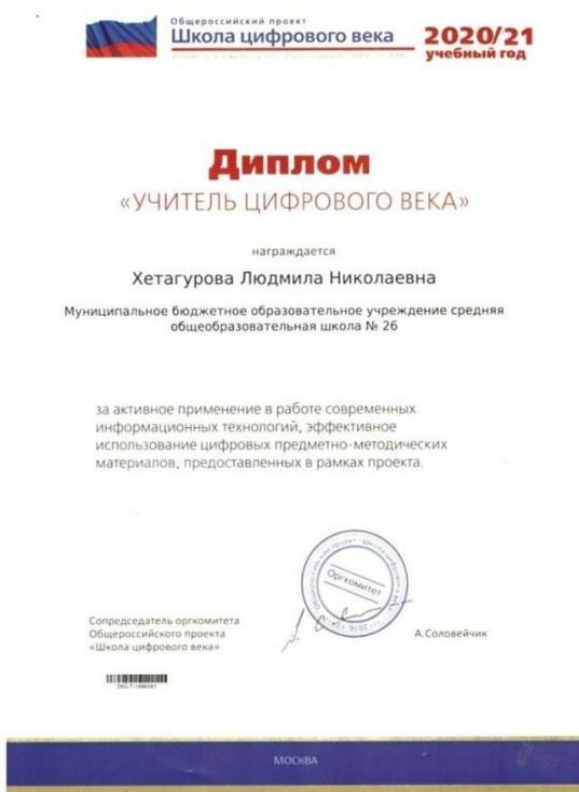 Общероссийский проект
Школа цифрового века
2020/21
учебный год
Диплом
«УЧИТЕЛЬ ЦИФРОВОГО ВЕКА»
награждается
Хетагурова Людмила Николаевна
Муниципальное бюджетное образовательное учреждение средняя
общеобразовательная школа № 26
за активное применение в работе современных
информационных технологий, эффективное
использование цифровых предметно-методических
материалов, предоставленных в рамках проекта.
Оргкомитет
Сопредседатель оргкомитета
Общероссийского проекта
«Школа цифрового века»
А.Соловейчик
МОСКВА